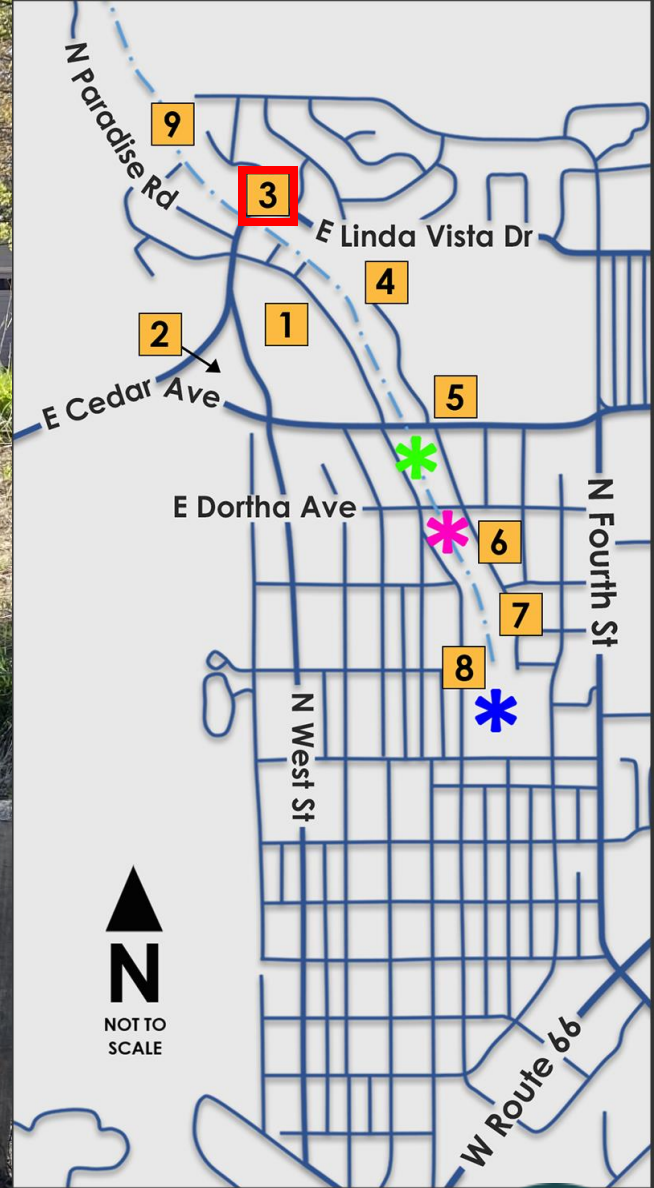 N Paradise Rd
9
3
E Linda Vista Dr
4
1
2
5
E Cedar Ave
E Dortha Ave
N Fourth St
6
7
8
N West St
N
NOT TO
SCALE
W Route 66